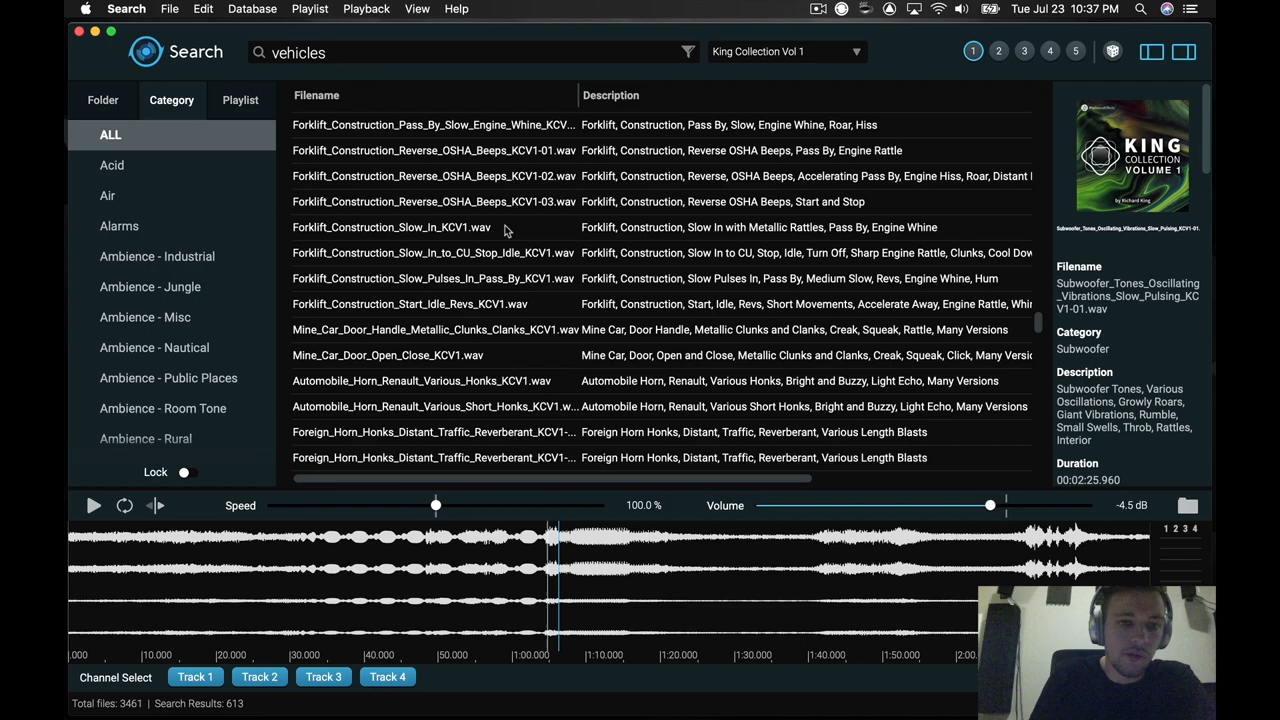 Search File Edit Database Playlist Playback View Help Tue Jul 23 10:37 PM
Search vehicles King Collection Vol 1 1 2 3 4 5
Folder Category Playlist
ALL
Acid
Air
Alarms
Ambience - Industrial
Ambience - Jungle
Ambience - Misc
Ambience - Nautical
Ambience - Public Places
Ambience - Room Tone
Ambience - Rural
Lock
Filename Description
Forklift_Construction_Pass_By_Slow_Engine_Whine_KCV... Forklift, Construction, Pass By, Slow, Engine Whine, Roar, Hiss
Forklift_Construction_Reverse_OSHA_Beeps_KCV1-01.wav Forklift, Construction, Reverse OSHA Beeps, Pass By, Engine Rattle
Forklift_Construction_Reverse_OSHA_Beeps_KCV1-02.wav Forklift, Construction, Reverse, OSHA Beeps, Accelerating Pass By, Engine Hiss, Roar, Distant
Forklift_Construction_Reverse_OSHA_Beeps_KCV1-03.wav Forklift, Construction, Reverse OSHA Beeps, Start and Stop
Forklift_Construction_Slow_In_KCV1.wav Forklift, Construction, Slow In with Metallic Rattles, Pass By, Engine Whine
Forklift_Construction_Slow_In_to_CU_Stop_Idle_KCV1.wav Forklift, Construction, Slow In to CU, Stop, Idle, Turn Off, Sharp Engine Rattle, Clunks, Cool Dow
Forklift_Construction_Slow_Pulses_In_Pass_By_KCV1.wav Forklift, Construction, Slow Pulses In, Pass By, Medium Slow, Revs, Engine Whine, Hum
Forklift_Construction_Start_Idle_Revs_KCV1.wav Forklift, Construction, Start, Idle, Revs, Short Movements, Accelerate Away, Engine Rattle, Whir
Mine_Car_Door_Handle_Metallic_Clunks_Clanks_KCV1.wav Mine Car, Door Handle, Metallic Clunks and Clanks, Creak, Squeak, Rattle, Many Versions
Mine_Car_Door_Open_Close_KCV1.wav Mine Car, Door, Open and Close, Metallic Clunks and Clanks, Creak, Squeak, Click, Many Versio
Automobile_Horn_Renault_Various_Honks_KCV1.wav Automobile Horn, Renault, Various Honks, Bright and Buzzy, Light Echo, Many Versions
Automobile_Horn_Renault_Various_Short_Honks_KCV1.w... Automobile Horn, Renault, Various Short Honks, Bright and Buzzy, Light Echo, Many Versions
Foreign_Horn_Honks_Distant_Traffic_Reverberant_KCV1-... Foreign Horn Honks, Distant, Traffic, Reverberant, Various Length Blasts
Foreign_Horn_Honks_Distant_Traffic_Reverberant_KCV1-... Foreign Horn Honks, Distant, Traffic, Reverberant, Various Length Blasts
KING
COLLECTION
VOLUME 1
by Richard King
Subwoofer_Tones_Oscillating_Vibrations_Slow_Pulsing_KCV1-01.
Filename
Subwoofer_Tones_Oscillating
_Vibrations_Slow_Pulsing_KC
V1-01.wav
Category
Subwoofer
Description
Subwoofer Tones, Various
Oscillations, Growly Roars,
Giant Vibrations, Rumble,
Small Swells, Throb, Rattles,
Interior
Duration
00:02:25.960
Speed 100.0 % Volume -4.5 dB
1 2 3 4
.000 |10.000 |20.000 |30.000 |40.000 |50.000 |1:00.000 |1:10.000 |1:20.000 |1:30.000 |1:40.000 |1:50.000 |2:00.
Channel Select Track 1 Track 2 Track 3 Track 4
Total files: 3461 | Search Results: 613